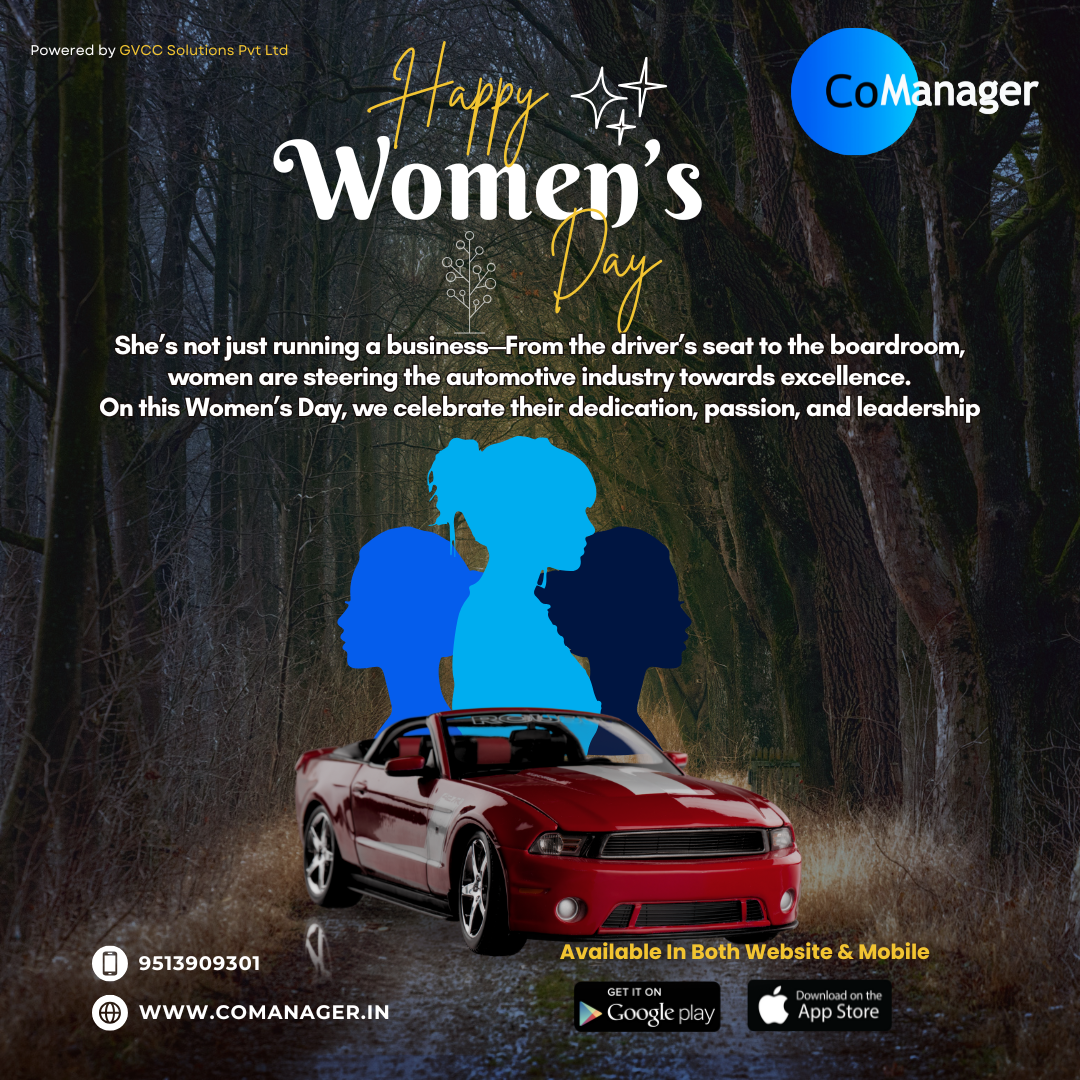 Powered by GVCC Solutions Pvt Ltd
CoManager
Happy
Women's
Day
She's not just running a business—From the driver's seat to the boardroom,
women are steering the automotive industry towards excellence.
On this Women's Day, we celebrate their dedication, passion, and leadership
9513909301
WWW.COMANAGER.IN
Available In Both Website & Mobile
GET IT ON
Google play
Download on the
App Store